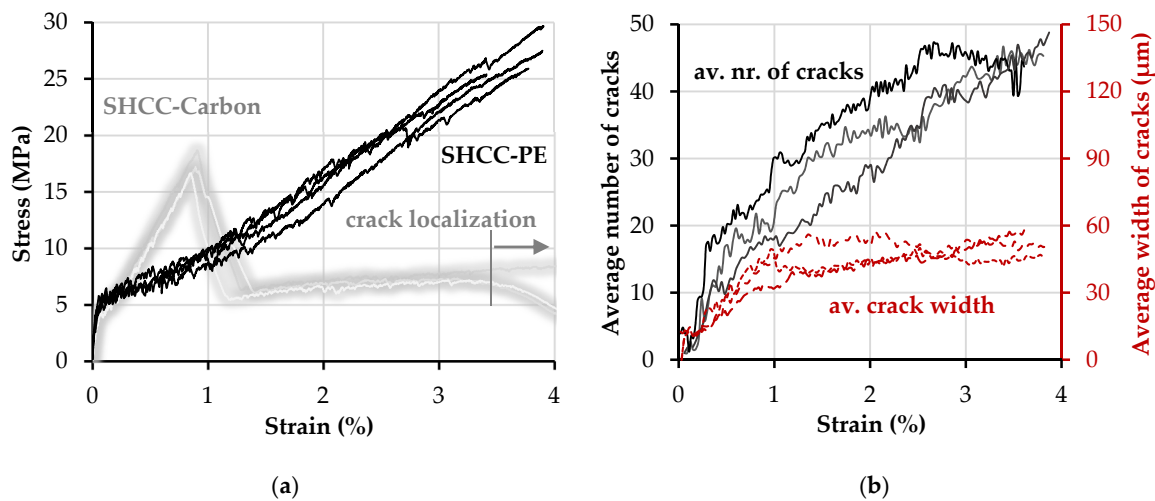 30
25
20
15
10
5
0
Stress (MPa)
SHCC-Carbon
SHCC-PE
crack localization
0 1 2 3 4
Strain (%)
(a)
50
40
30
20
10
0
Average number of cracks
av. nr. of cracks
av. crack width
150
120
90
60
30
0
Average width of cracks (μm)
0 1 2 3 4
Strain (%)
(b)